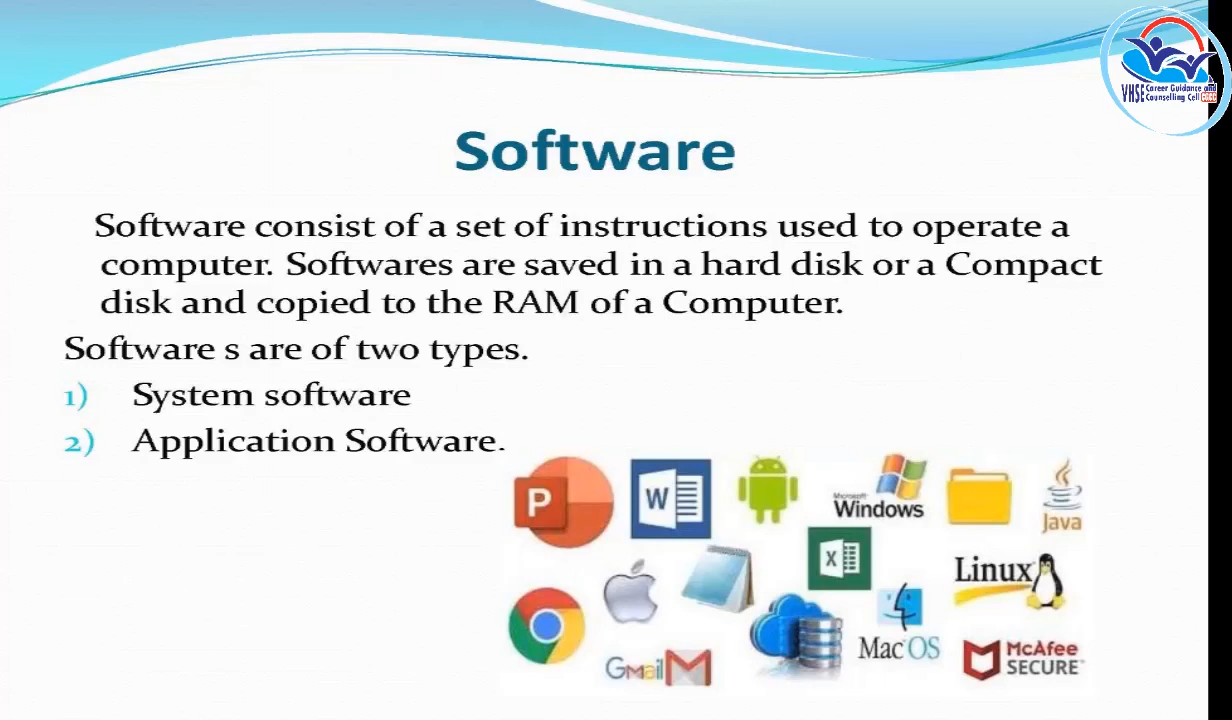 VHSE Career Guidance and
Counselling Cell
Software
Software consist of a set of instructions used to operate a
computer. Softwares are saved in a hard disk or a Compact
disk and copied to the RAM of a Computer.
Software s are of two types.
1) System software
2) Application Software.
P
W
Microsoft
Windows
Java
X
Linux
Mac OS
Gmail
McAfee
SECURE